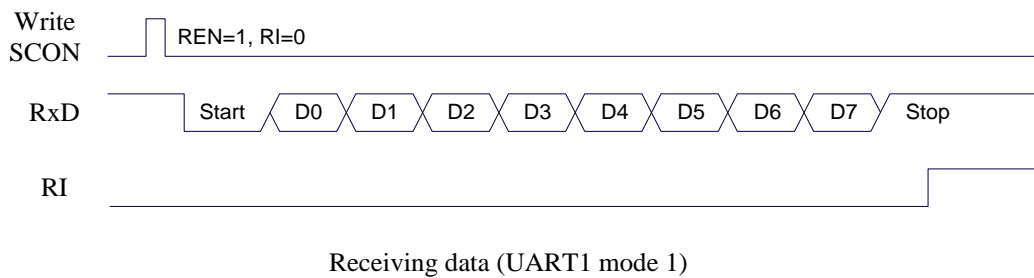 Write
SCON
REN=1, RI=0
RxD
Start D0 D1 D2 D3 D4 D5 D6 D7 Stop
RI
Receiving data (UART1 mode 1)